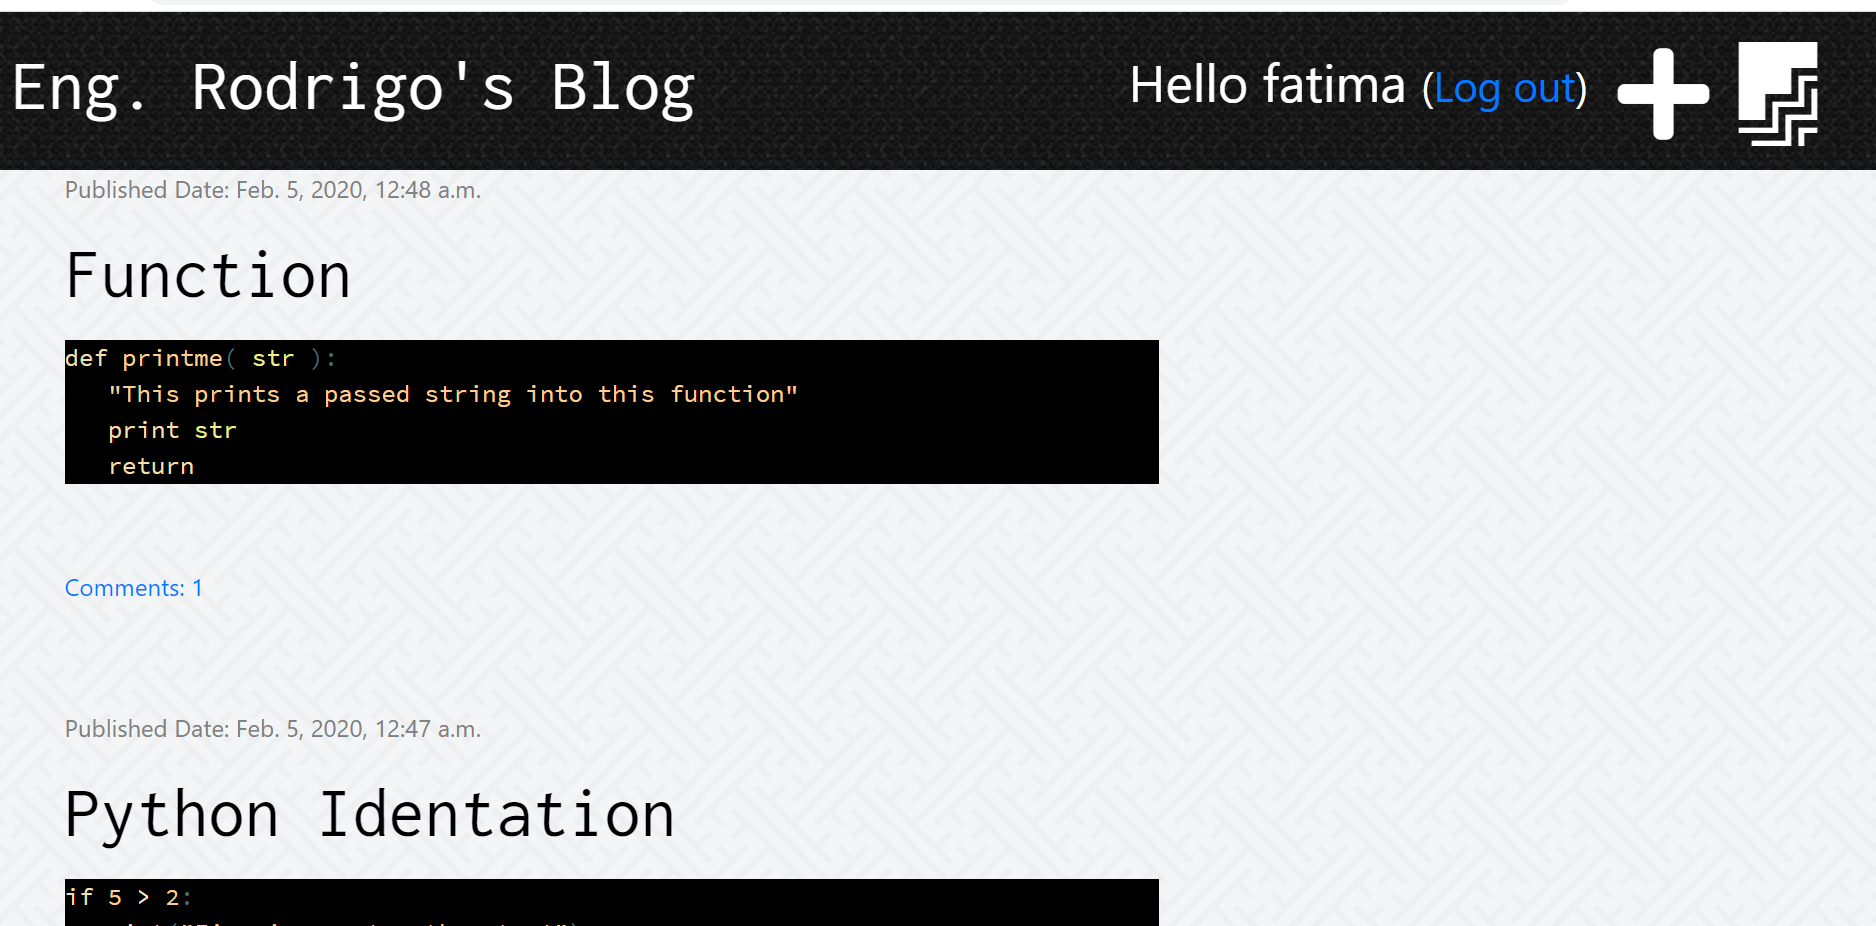 Eng. Rodrigo's Blog
Hello fatima (Log out)
Published Date: Feb. 5, 2020, 12:48 a.m.
Function
def printme( str ):
   "This prints a passed string into this function"
   print str
   return
Comments: 1
Published Date: Feb. 5, 2020, 12:47 a.m.
Python Identation
if 5 > 2: